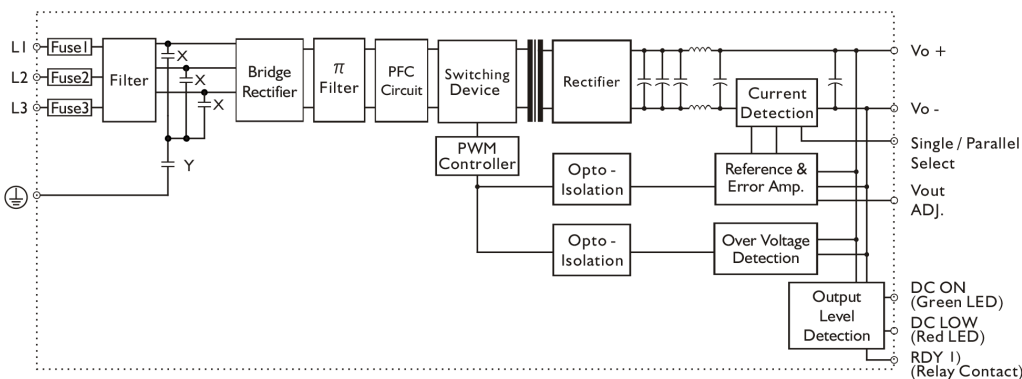 L1
Fuse1
L2
Fuse2
L3
Fuse3
Filter
X
X
X
Y
Bridge
Rectifier
π
Filter
PFC
Circuit
Switching
Device
Rectifier
PWM
Controller
Opto -
Isolation
Opto -
Isolation
Current
Detection
Reference &
Error Amp.
Over Voltage
Detection
Output
Level
Detection
Vo +
Vo -
Single / Parallel
Select
Vout
ADJ.
DC ON
(Green LED)
DC LOW
(Red LED)
RDY 1)
(Relay Contact)